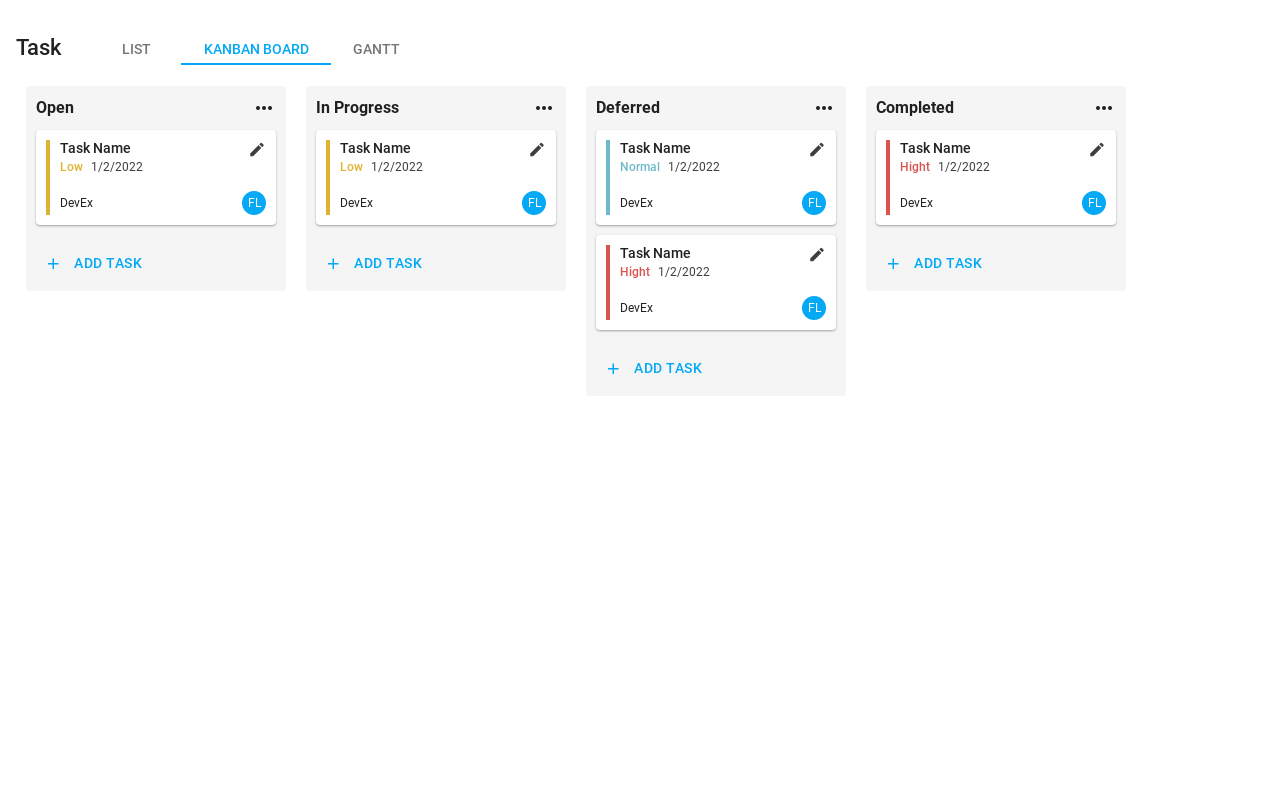 Task
LIST
KANBAN BOARD
GANTT
Open
Task Name
Low 1/2/2022
DevEx
FL
ADD TASK
In Progress
Task Name
Low 1/2/2022
DevEx
FL
ADD TASK
Deferred
Task Name
Normal 1/2/2022
DevEx
FL
Task Name
Hight 1/2/2022
DevEx
FL
ADD TASK
Completed
Task Name
Hight 1/2/2022
DevEx
FL
ADD TASK